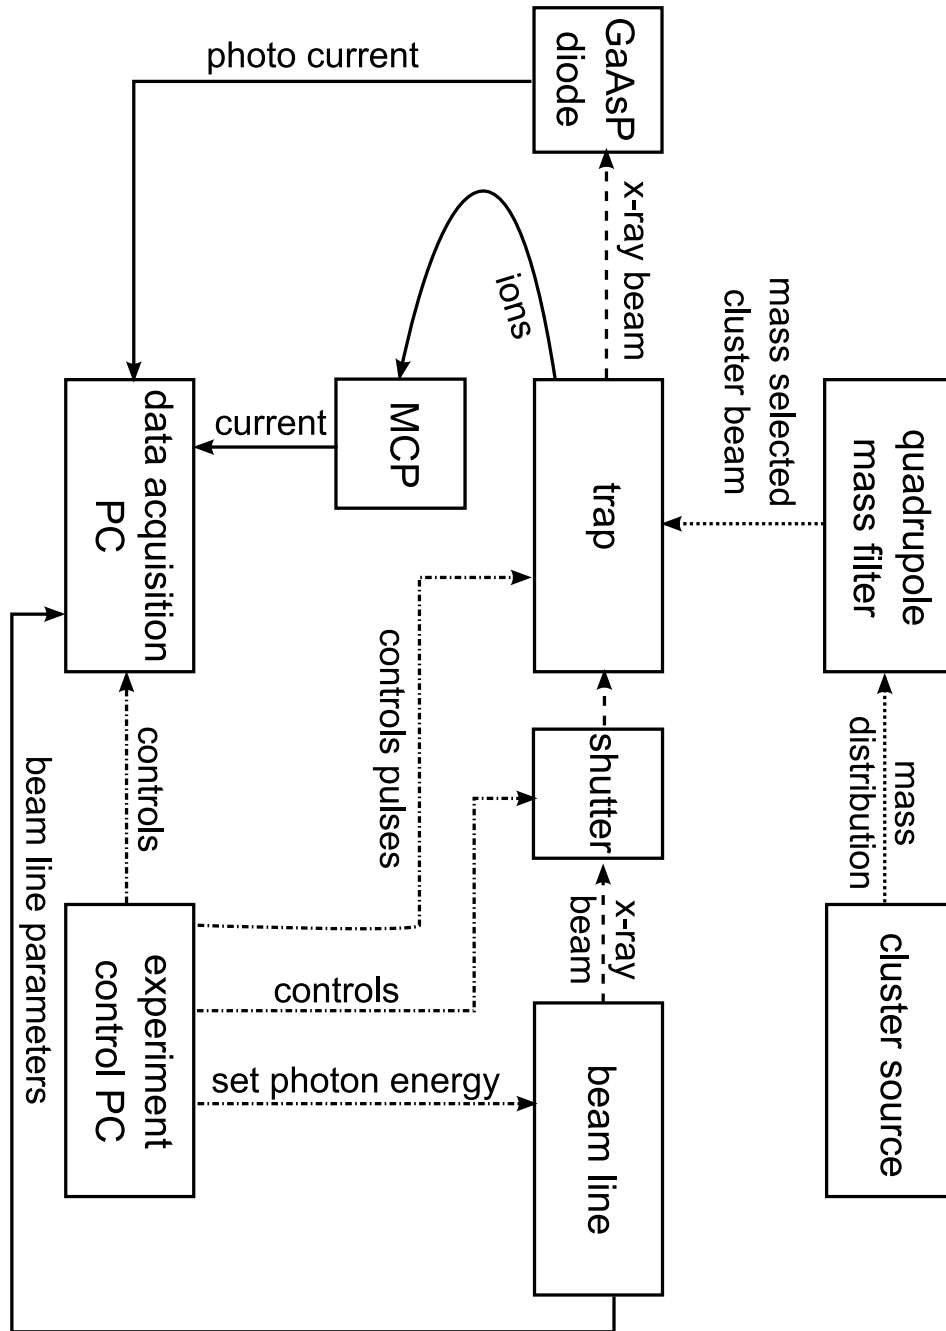 GaAsP
diode
photo current
x-ray beam
ions
mass selected
cluster beam
quadrupole
mass filter
trap
MCP
current
data acquisition
PC
controls pulses
controls
shutter
mass
distribution
x-ray
beam
beam line parameters
experiment
control PC
controls
set photon energy
beam line
cluster source